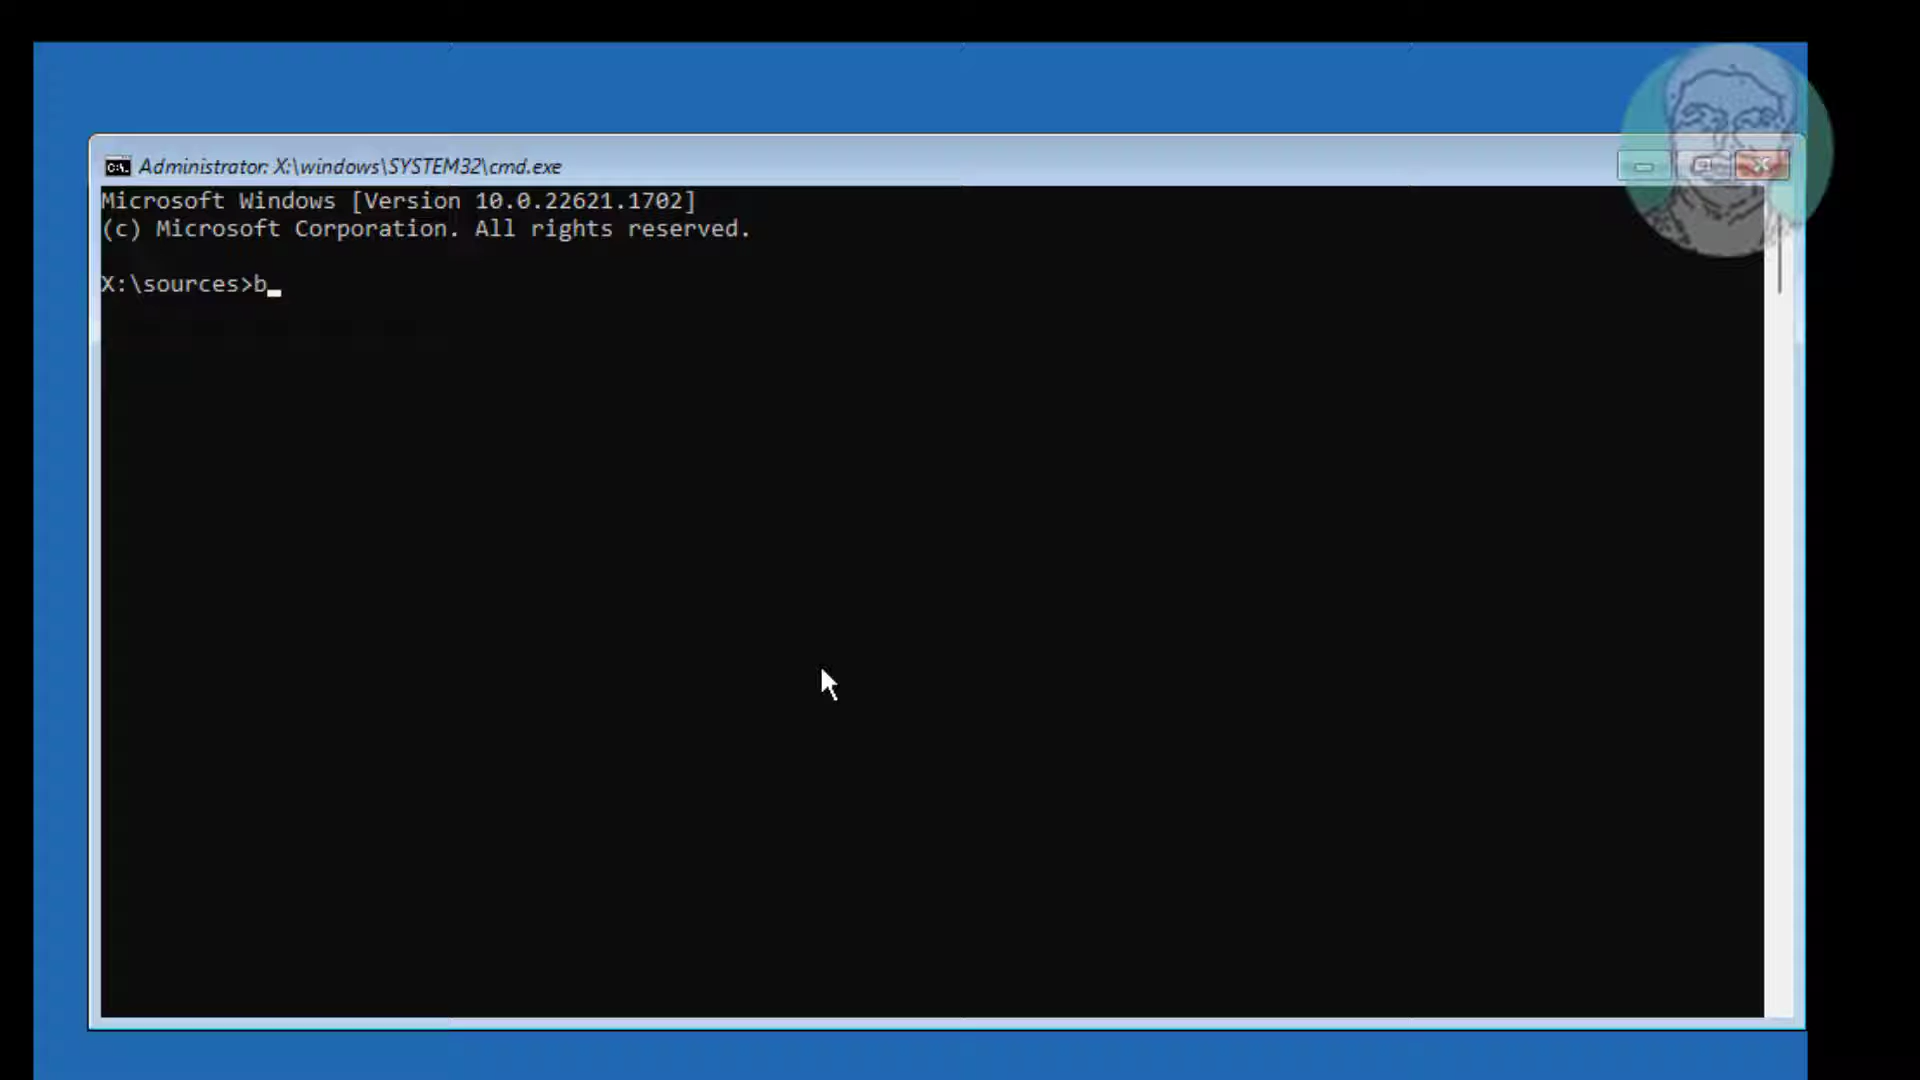 Administrator: X:\windows\SYSTEM32\cmd.exe
Microsoft Windows [Version 10.0.22621.1702]
(c) Microsoft Corporation. All rights reserved.
X:\sources>b